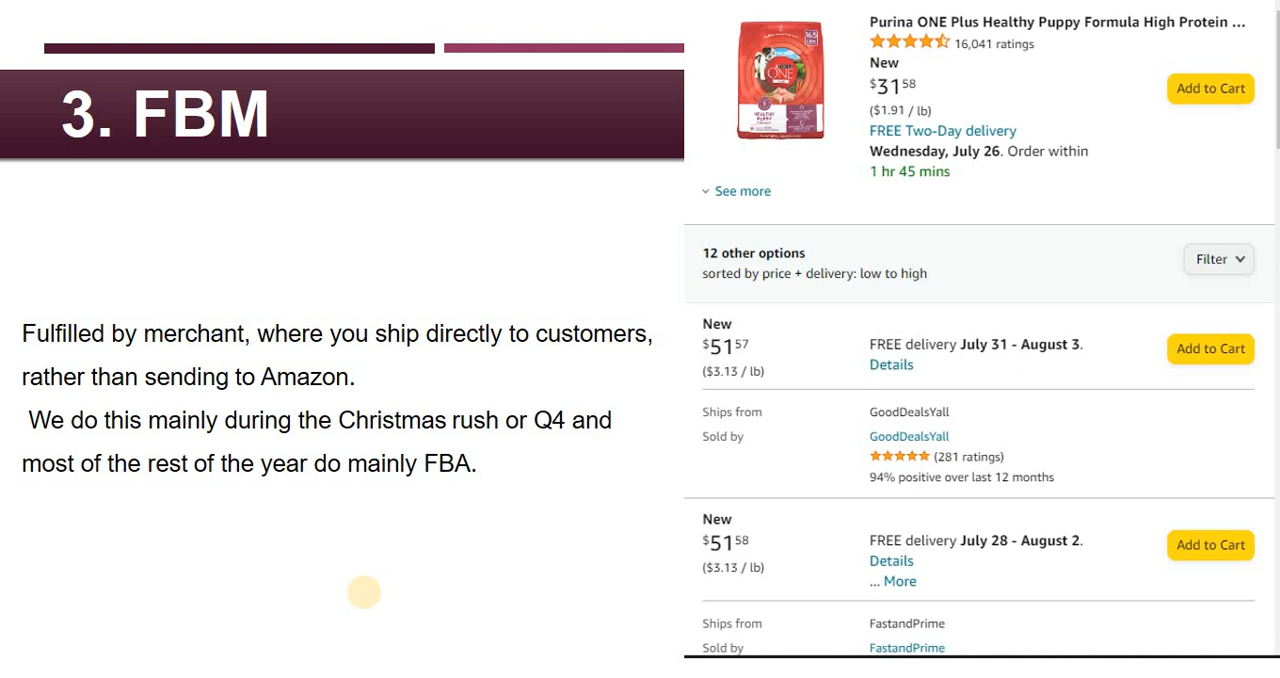 3. FBM
Fulfilled by merchant, where you ship directly to customers,
rather than sending to Amazon.
We do this mainly during the Christmas rush or Q4 and
most of the rest of the year do mainly FBA.
Purina ONE Plus Healthy Puppy Formula High Protein ...
16,041 ratings
New
$31 58
($1.91 / lb)
FREE Two-Day delivery
Wednesday, July 26. Order within
1 hr 45 mins
Add to Cart
ONE
HEALTHY
PUPPY
16.5
See more
12 other options
sorted by price + delivery: low to high
Filter
New
$51 57
($3.13 / lb)
FREE delivery July 31 - August 3.
Details
Add to Cart
Ships from GoodDealsYall
Sold by GoodDealsYall
(281 ratings)
94% positive over last 12 months
New
$51 58
($3.13 / lb)
FREE delivery July 28 - August 2.
Details
... More
Add to Cart
Ships from FastandPrime
Sold by FastandPrime